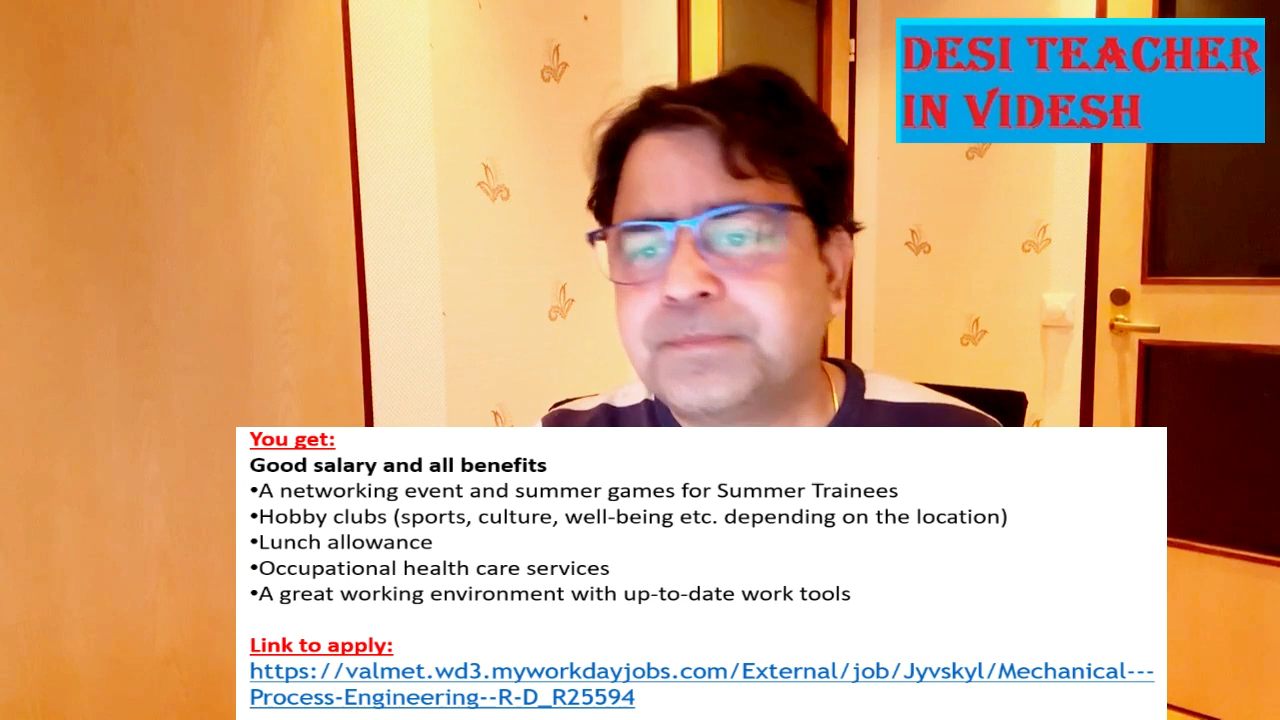 DESI TEACHER
IN VIDESH
You get:
Good salary and all benefits
•A networking event and summer games for Summer Trainees
•Hobby clubs (sports, culture, well-being etc. depending on the location)
•Lunch allowance
•Occupational health care services
•A great working environment with up-to-date work tools
Link to apply:
https://valmet.wd3.myworkdayjobs.com/External/job/Jyvskyl/Mechanical---
Process-Engineering--R-D_R25594